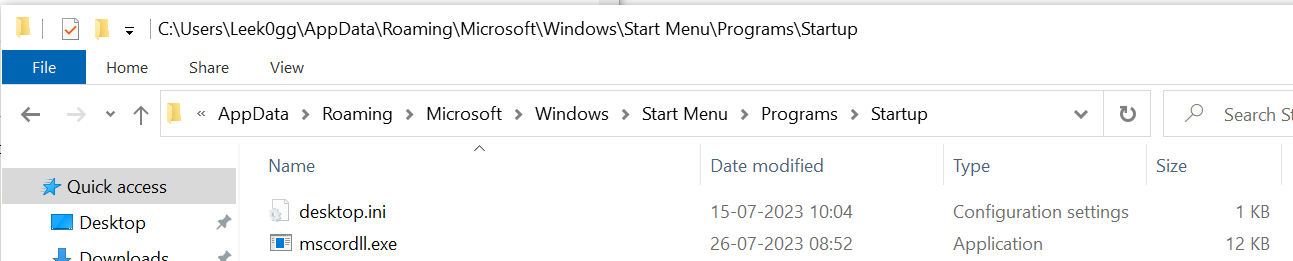 C:\Users\Leek0gg\AppData\Roaming\Microsoft\Windows\Start Menu\Programs\Startup
File Home Share View
« AppData > Roaming > Microsoft > Windows > Start Menu > Programs > Startup Search St
Name Date modified Type Size
Quick access
desktop.ini 15-07-2023 10:04 Configuration settings 1 KB
Desktop
mscordll.exe 26-07-2023 08:52 Application 12 KB
Downloads